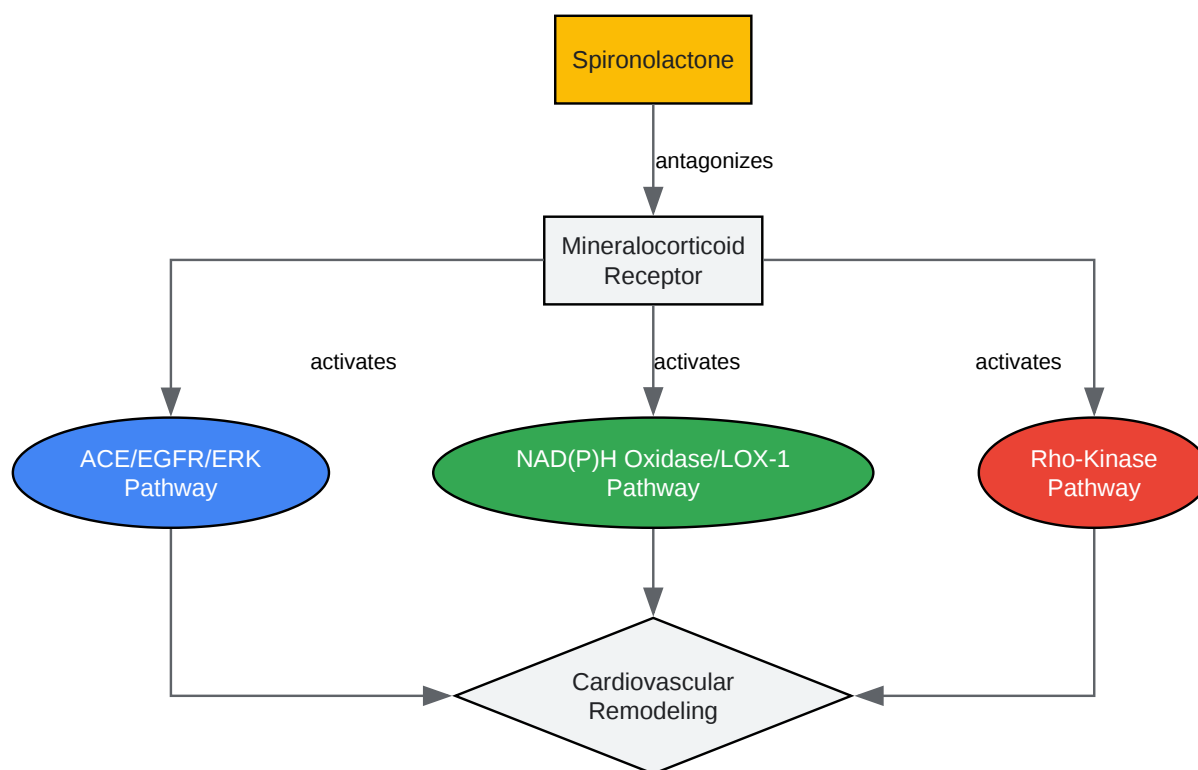 Spironolactone
antagonizes
Mineralocorticoid
Receptor
activates
activates
activates
ACE/EGFR/ERK
Pathway
NAD(P)H Oxidase/LOX-1
Pathway
Rho-Kinase
Pathway
Cardiovascular
Remodeling